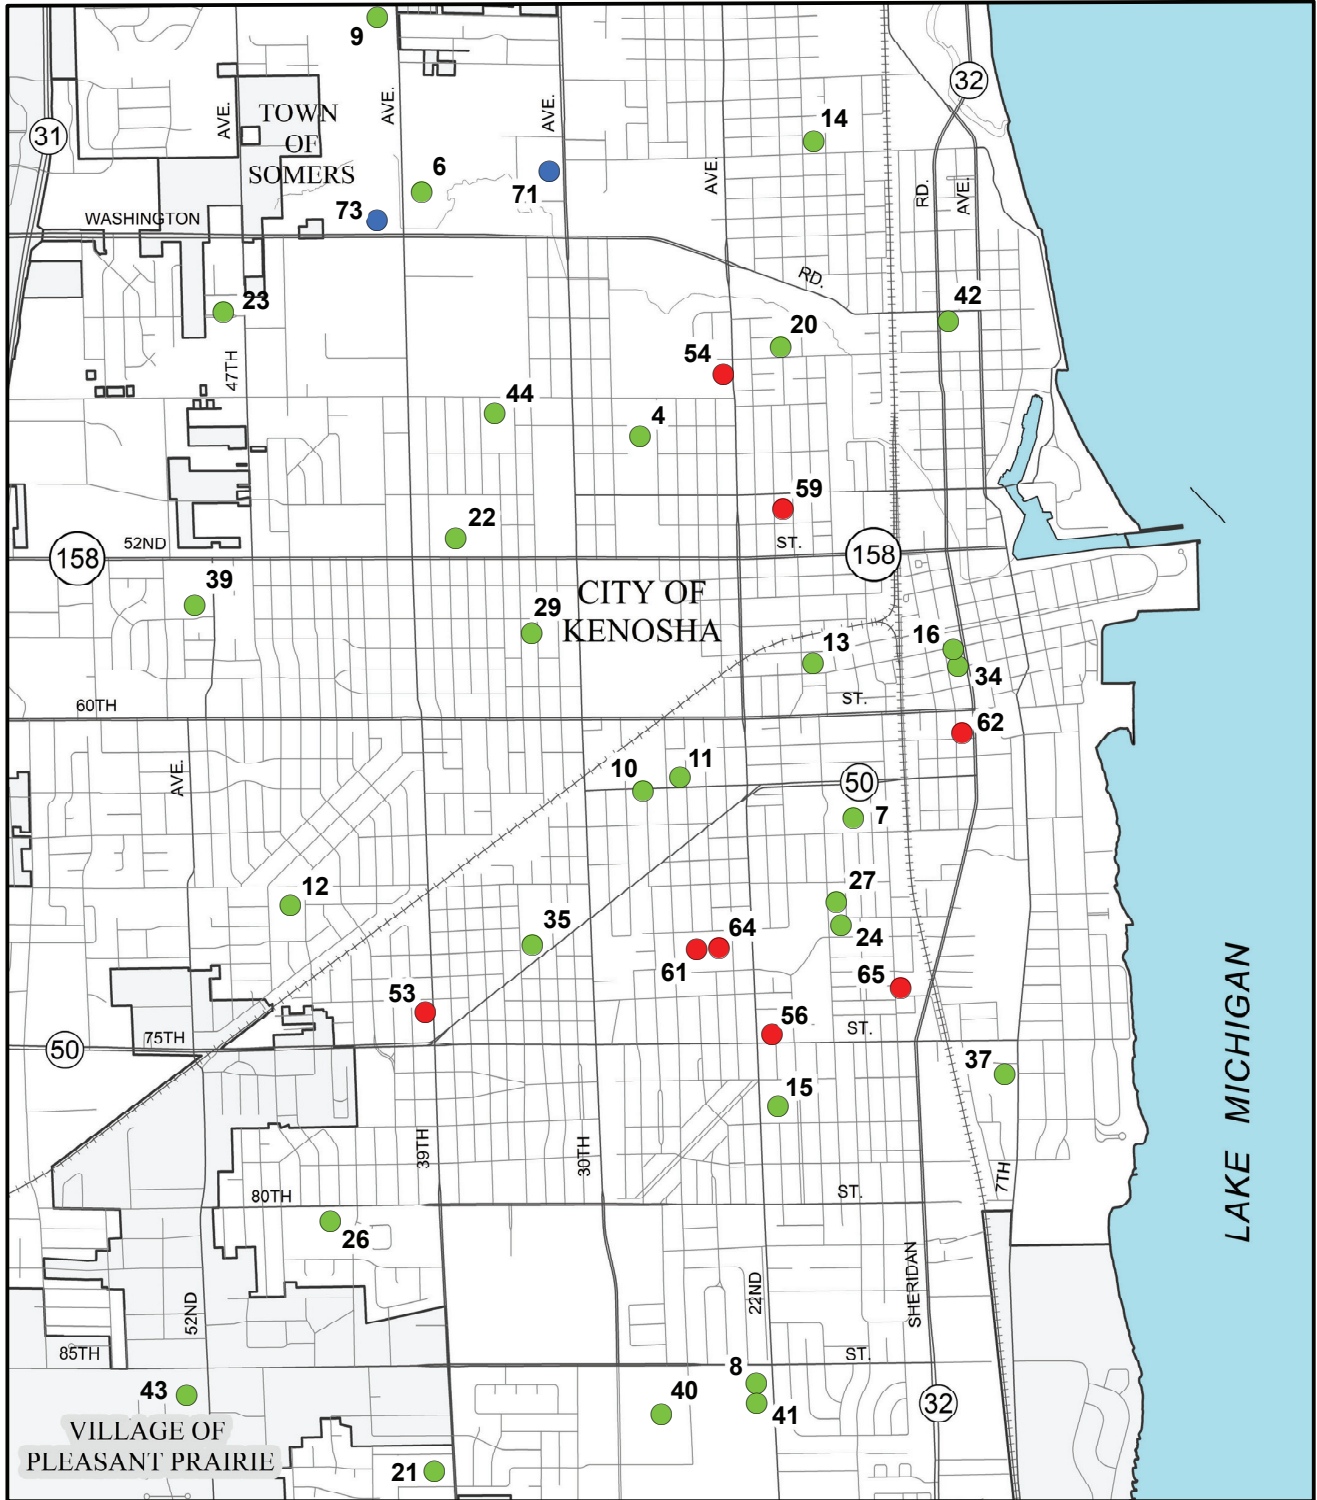 9
32
AVE.
AVE.
AVE.
TOWN
OF
SOMERS
14
31
6
71
AVE.
RD.
AVE.
73
WASHINGTON
RD.
23
42
20
54
47TH
44
4
59
22
52ND
158
ST.
158
39
CITY OF
KENOSHA
29
13
16
34
60TH
ST.
62
AVE.
10
11
50
7
12
27
35
64
24
61
65
53
56
ST.
75TH
50
37
15
LAKE MICHIGAN
39TH
30TH
7TH
80TH
ST.
26
52ND
22ND
SHERIDAN
85TH
ST.
8
43
40
41
32
VILLAGE OF
PLEASANT PRAIRIE
21